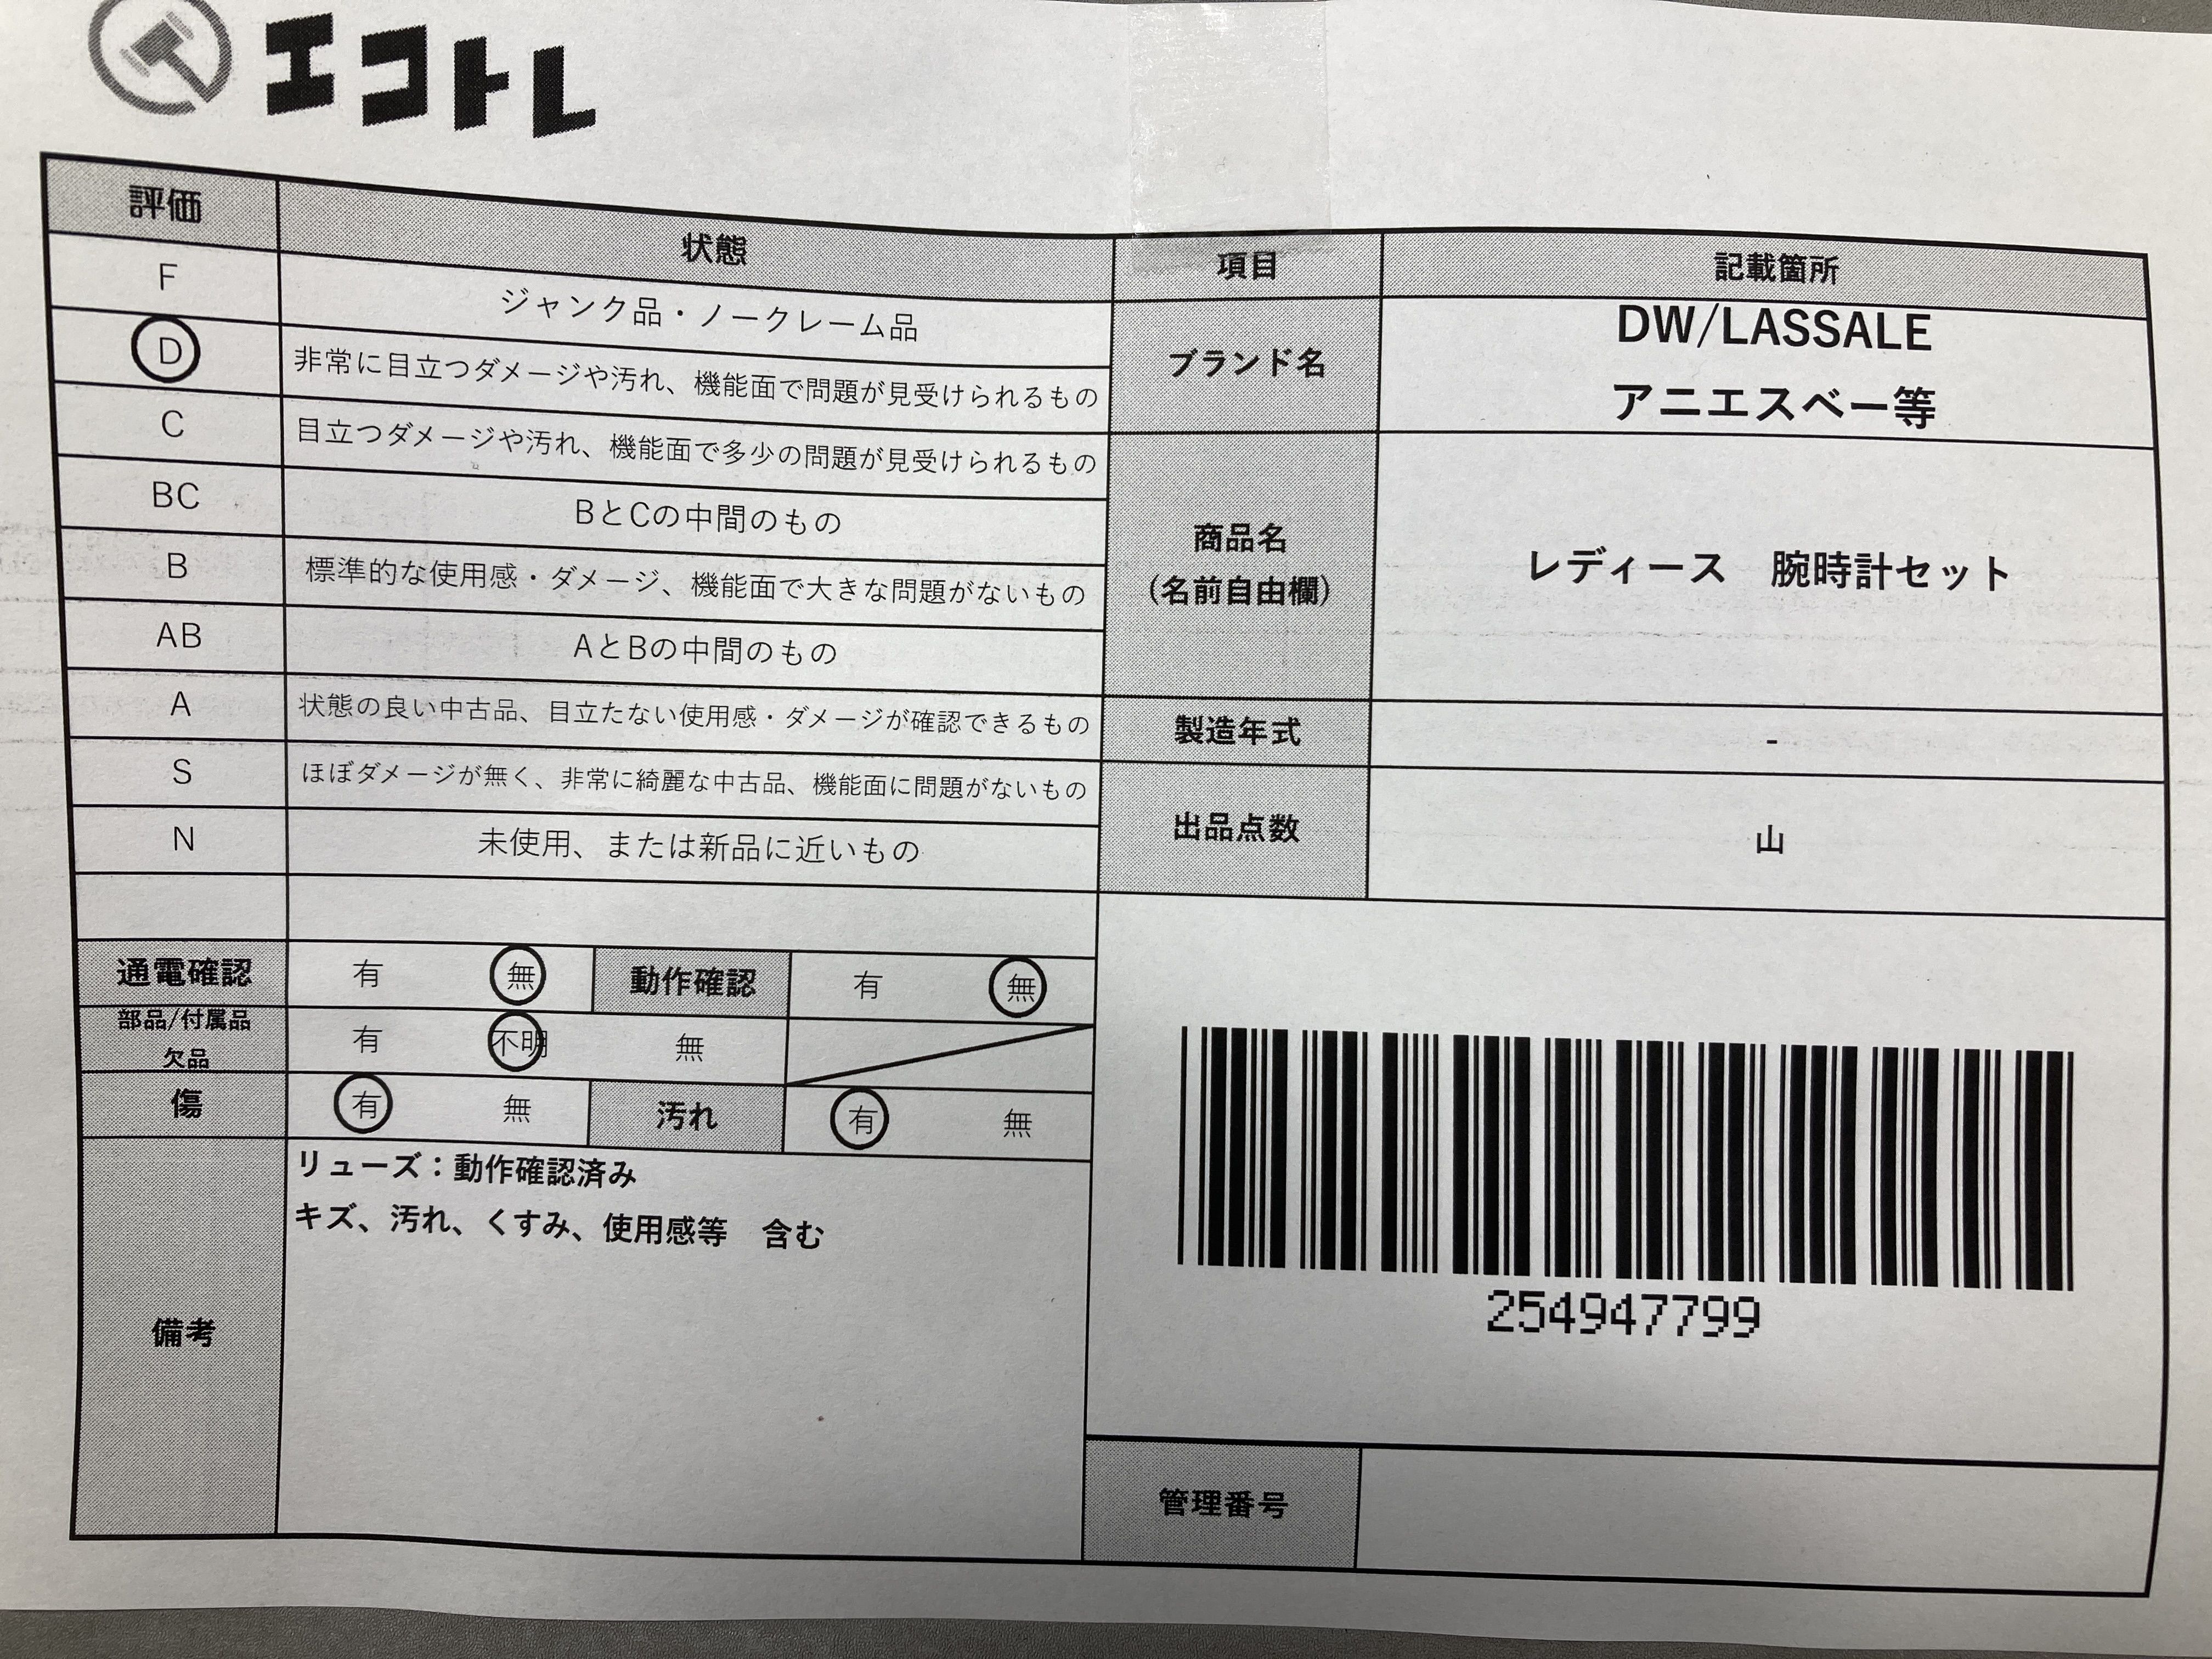 エコトレ
評価 状態
F ジャンク品・ノークレーム品
D 非常に目立つダメージや汚れ、機能面で問題が見受けられるもの
C 目立つダメージや汚れ、機能面で多少の問題が見受けられるもの
BC BとCの中間のもの
B 標準的な使用感・ダメージ、機能面で大きな問題がないもの
AB AとBの中間のもの
A 状態の良い中古品、目立たない使用感・ダメージが確認できるもの
S ほぼダメージが無く、非常に綺麗な中古品、機能面に問題がないもの
N 未使用、または新品に近いもの
通電確認 有 無 動作確認 有 無
部品/付属品
欠品 有 不明 無
傷 有 無 汚れ 有 無
備考
リューズ：動作確認済み
キズ、汚れ、くすみ、使用感等 含む
項目 記載箇所
ブランド名
DW/LASSALE
アニエスベー等
商品名
(名前自由欄)
レディース 腕時計セット
製造年式 -
出品点数 山
254947799
管理番号